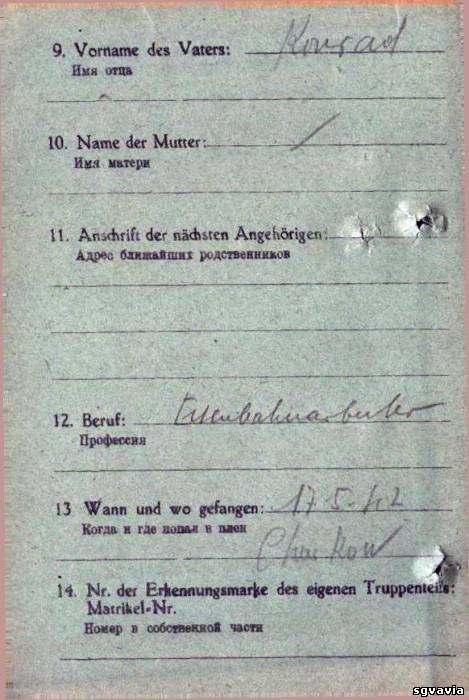 9. Vorname des Vaters: Konrad
Имя отца
10. Name der Mutter: /
Имя матери
11. Anschrift der nächsten Angehörigen:
Адрес ближайших родственников
12. Beruf: Eisenbahnarbeiter
Профессия
13 Wann und wo gefangen: 17-5-42
Когда и где попал в плен
Charkow
14. Nr. der Erkennungsmarke des eigenen Truppenteils:
Matrikel-Nr.
Номер в собственной части
sgvavia